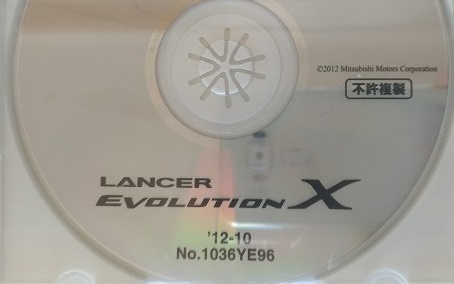 ©2012 Mitsubishi Motors Corporation
不許複製
LANCER
EVOLUTION X
'12-10
No.1036YE96